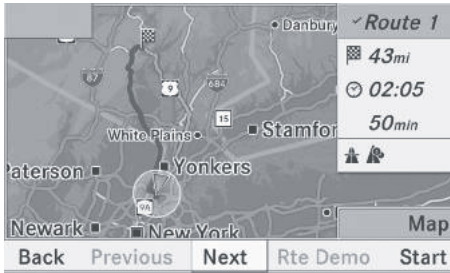 Danbury
Route 1
43mi
02:05
50min
87
684
9
15
White Plains
Stamfor
Paterson
Yonkers
9A
Newark
New York
Map
Back Previous Next Rte Demo Start